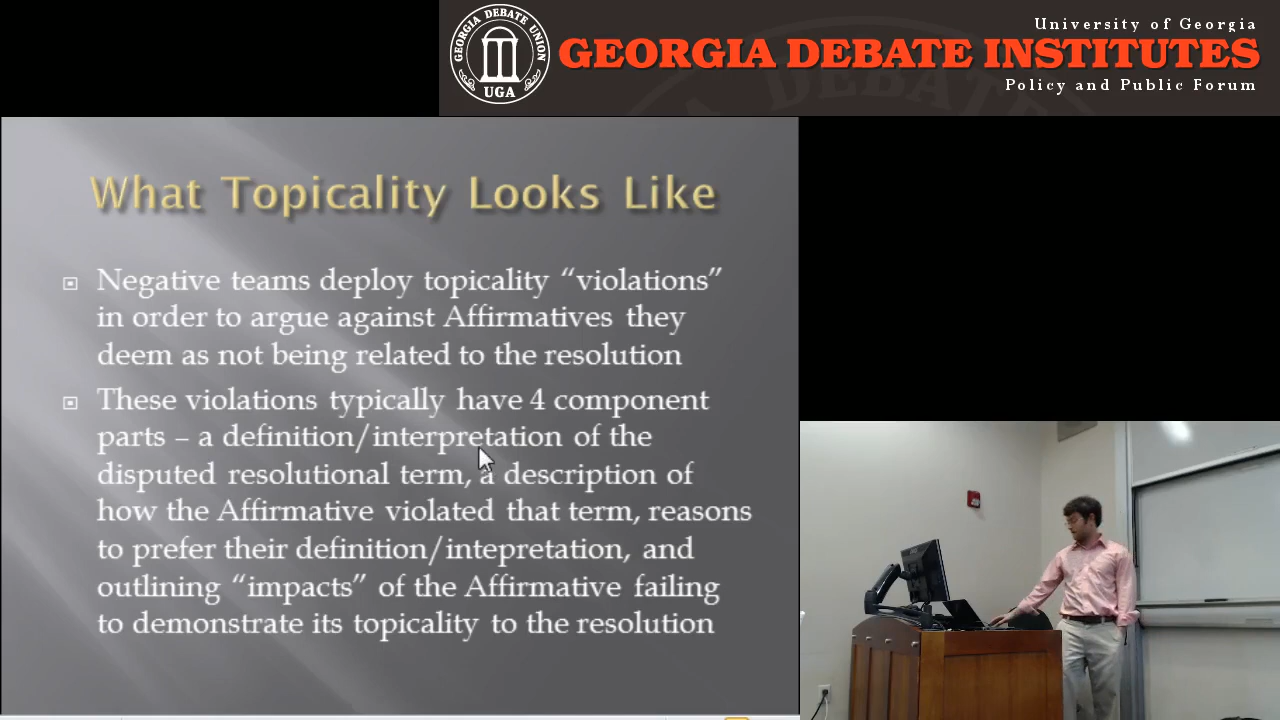 GEORGIA DEBATE UNION
UGA
University of Georgia
GEORGIA DEBATE INSTITUTES
Policy and Public Forum
What Topicality Looks Like
Negative teams deploy topicality “violations”
in order to argue against Affirmatives they
deem as not being related to the resolution
These violations typically have 4 component
parts – a definition/interpretation of the
disputed resolutional term, a description of
how the Affirmative violated that term, reasons
to prefer their definition/intepretation, and
outlining “impacts” of the Affirmative failing
to demonstrate its topicality to the resolution